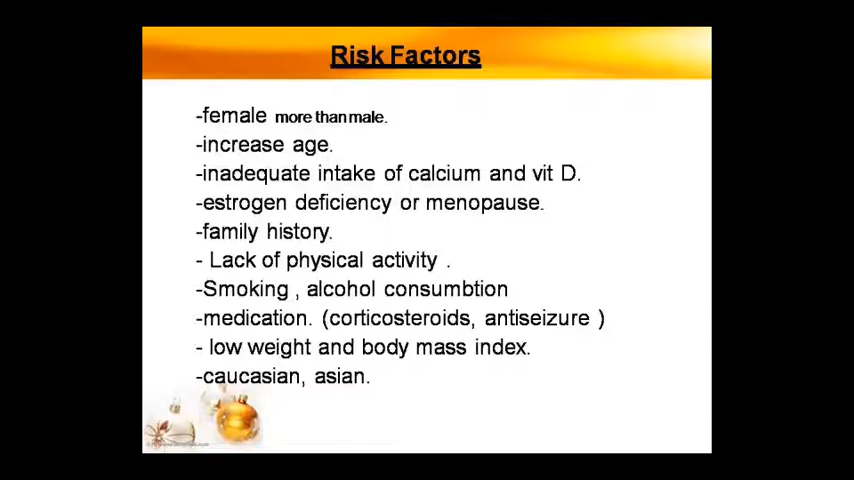 Risk Factors
-female more than male.
-increase age.
-inadequate intake of calcium and vit D.
-estrogen deficiency or menopause.
-family history.
- Lack of physical activity .
-Smoking , alcohol consumbtion
-medication. (corticosteroids, antiseizure )
- low weight and body mass index.
-caucasian, asian.